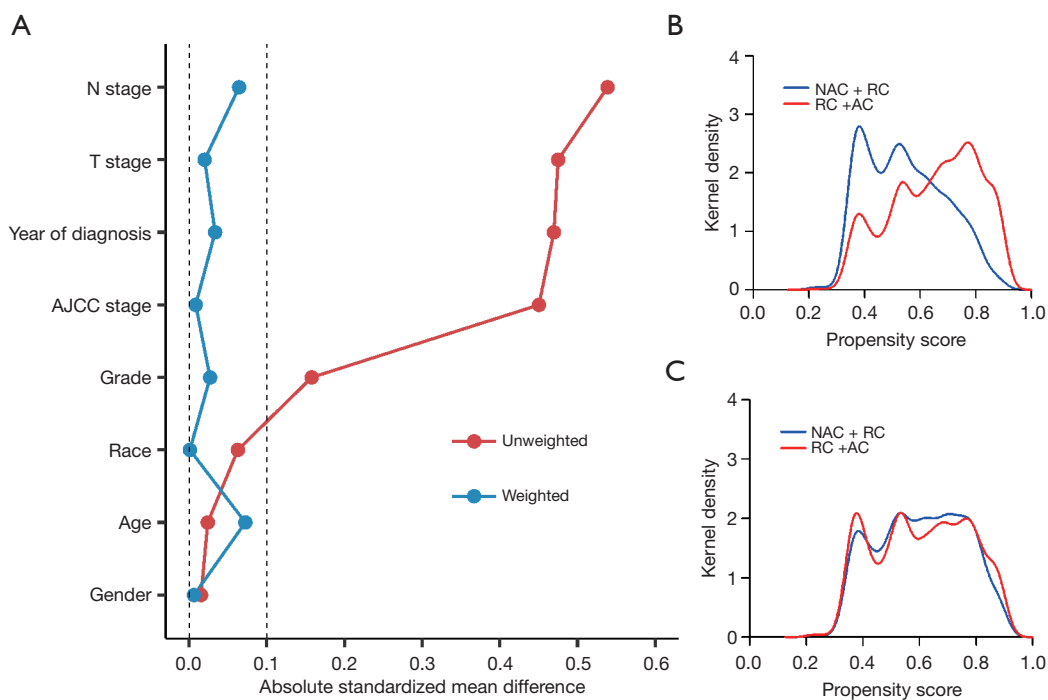 A
N stage
T stage
Year of diagnosis
AJCC stage
Grade
Race
Age
Gender
Unweighted
Weighted
0.0 0.1 0.2 0.3 0.4 0.5 0.6
Absolute standardized mean difference
B
4
3
2
1
0
Kernel density
NAC + RC
RC +AC
0.0 0.2 0.4 0.6 0.8 1.0
Propensity score
C
4
3
2
1
0
Kernel density
NAC + RC
RC +AC
0.0 0.2 0.4 0.6 0.8 1.0
Propensity score